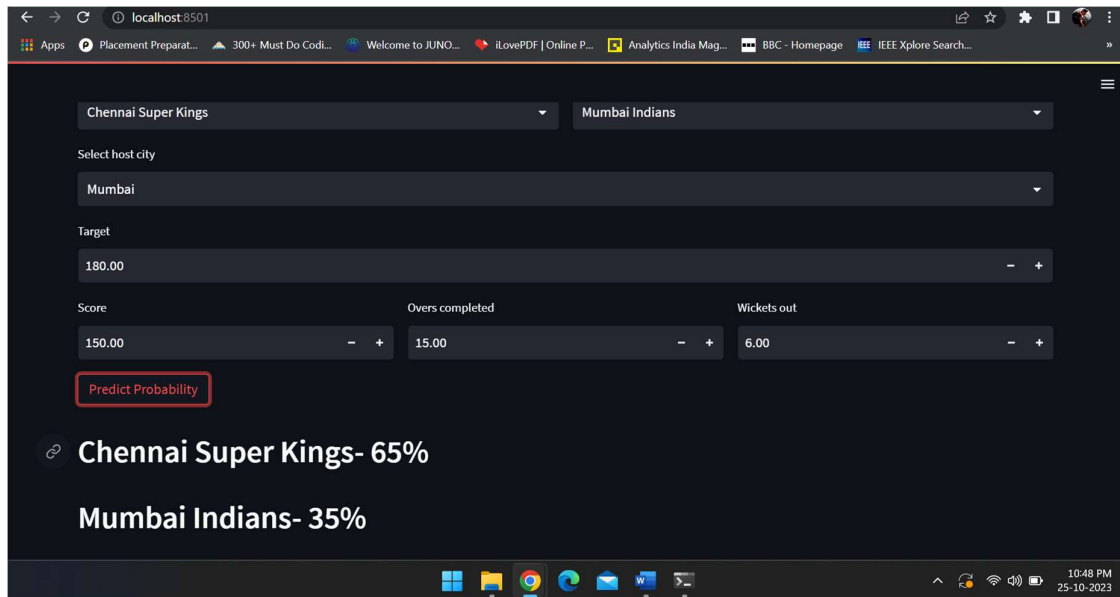 localhost:8501
Apps Placement Preparat... 300+ Must Do Codi... Welcome to JUNO... iLovePDF | Online P... Analytics India Mag... BBC - Homepage IEEE IEEE Xplore Search... »
Chennai Super Kings Mumbai Indians
Select host city
Mumbai
Target
180.00 − +
Score Overs completed Wickets out
150.00 − + 15.00 − + 6.00 − +
Predict Probability
Chennai Super Kings- 65%
Mumbai Indians- 35%
10:48 PM
25-10-2023